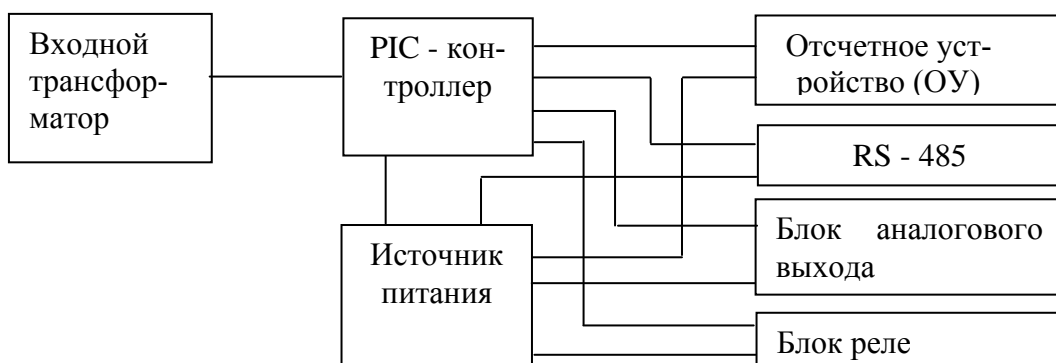 Входной
трансфор-
матор
PIC - кон-
троллер
Отсчетное уст-
ройство (ОУ)
RS - 485
Источник
питания
Блок аналогового
выхода
Блок реле